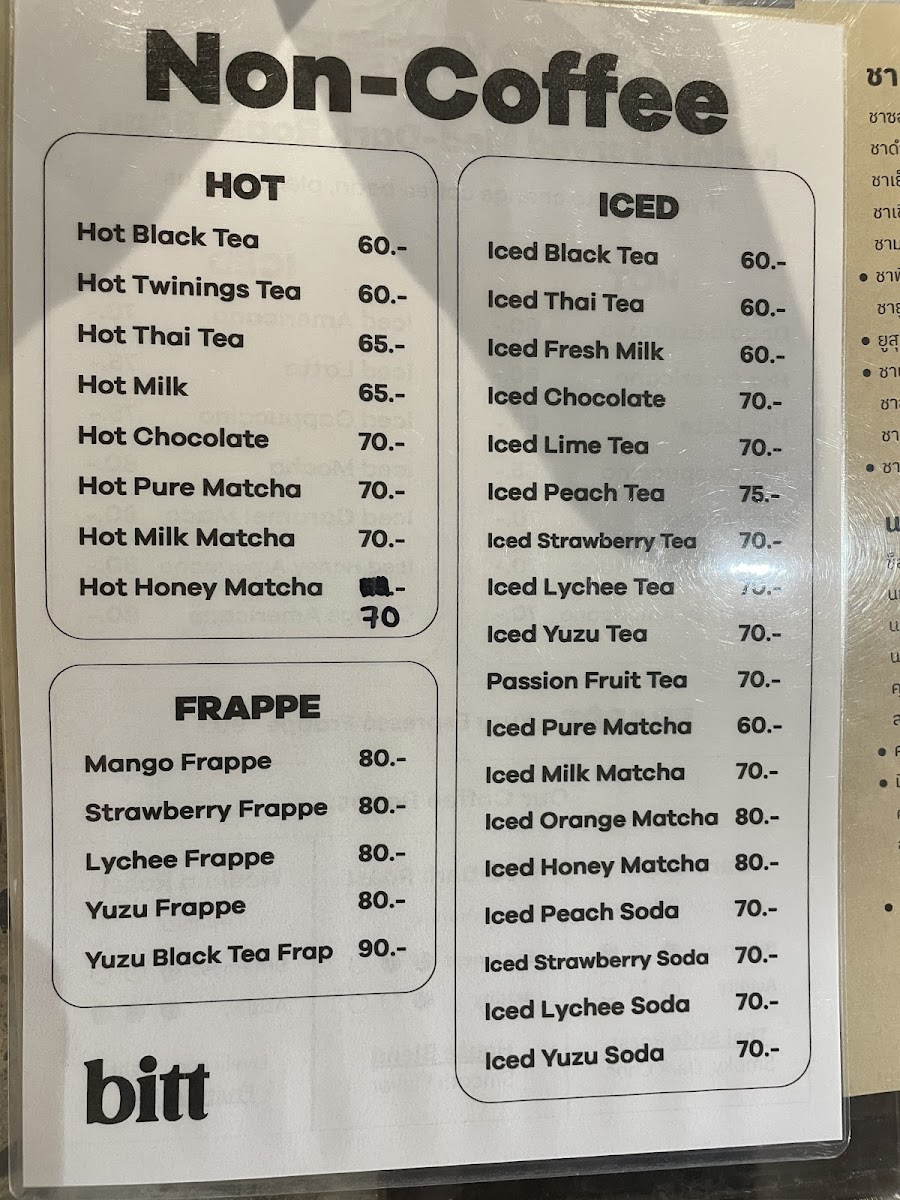 Non-Coffee
HOT
Hot Black Tea 60.-
Hot Twinings Tea 60.-
Hot Thai Tea 65.-
Hot Milk 65.-
Hot Chocolate 70.-
Hot Pure Matcha 70.-
Hot Milk Matcha 70.-
Hot Honey Matcha .-
70
FRAPPE
Mango Frappe 80.-
Strawberry Frappe 80.-
Lychee Frappe 80.-
Yuzu Frappe 80.-
Yuzu Black Tea Frap 90.-
bitt
ICED
Iced Black Tea 60.-
Iced Thai Tea 60.-
Iced Fresh Milk 60.-
Iced Chocolate 70.-
Iced Lime Tea 70.-
Iced Peach Tea 75.-
Iced Strawberry Tea 70.-
Iced Lychee Tea 70.-
Iced Yuzu Tea 70.-
Passion Fruit Tea 70.-
Iced Pure Matcha 60.-
Iced Milk Matcha 70.-
Iced Orange Matcha 80.-
Iced Honey Matcha 80.-
Iced Peach Soda 70.-
Iced Strawberry Soda 70.-
Iced Lychee Soda 70.-
Iced Yuzu Soda 70.-